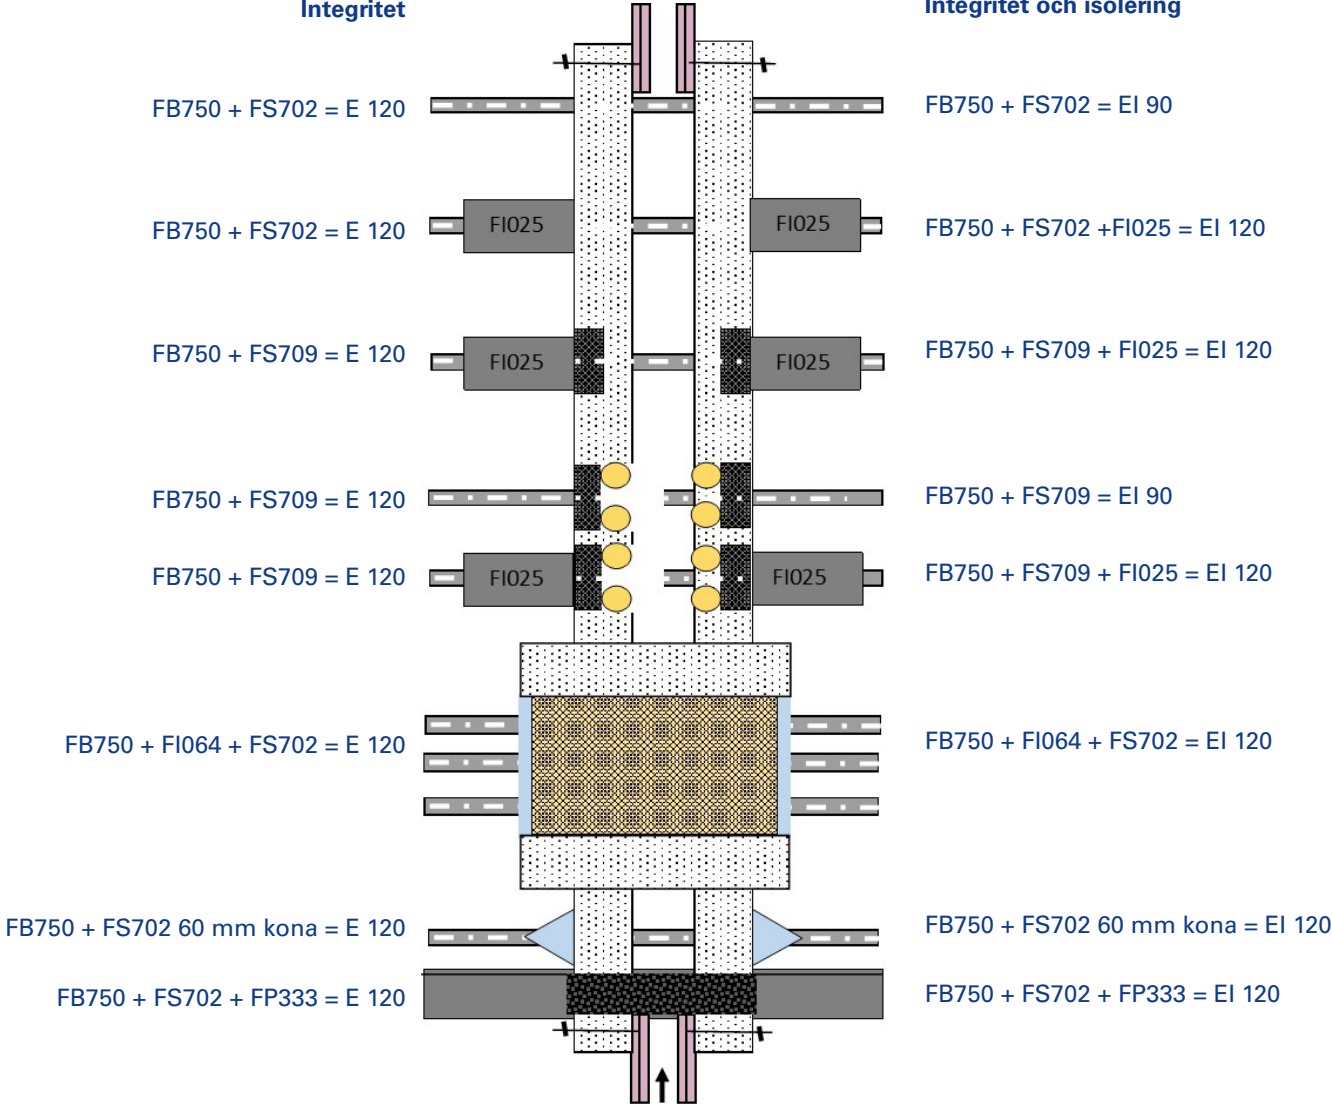 Integritet
Integritet och isolering
FB750 + FS702 = E 120
FB750 + FS702 = EI 90
FB750 + FS702 = E 120
FI025
FI025
FB750 + FS702 +FI025 = EI 120
FB750 + FS709 = E 120
FI025
FI025
FB750 + FS709 + FI025 = EI 120
FB750 + FS709 = E 120
FB750 + FS709 = EI 90
FB750 + FS709 = E 120
FI025
FI025
FB750 + FS709 + FI025 = EI 120
FB750 + FI064 + FS702 = E 120
FB750 + FI064 + FS702 = EI 120
FB750 + FS702 60 mm kona = E 120
FB750 + FS702 60 mm kona = EI 120
FB750 + FS702 + FP333 = E 120
FB750 + FS702 + FP333 = EI 120